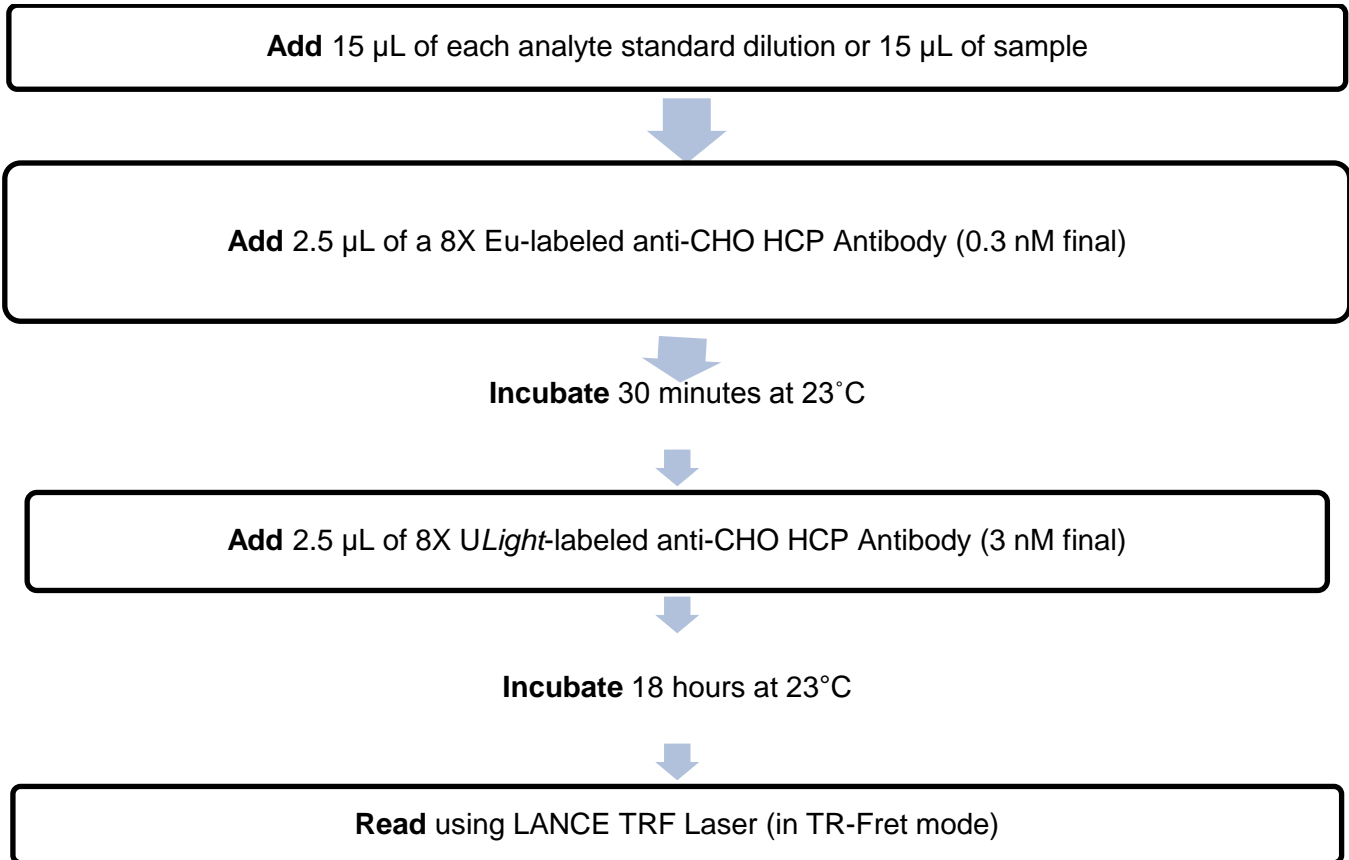 Add 15 µL of each analyte standard dilution or 15 µL of sample
Add 2.5 µL of a 8X Eu-labeled anti-CHO HCP Antibody (0.3 nM final)
Incubate 30 minutes at 23˚C
Add 2.5 µL of 8X ULight-labeled anti-CHO HCP Antibody (3 nM final)
Incubate 18 hours at 23°C
Read using LANCE TRF Laser (in TR-Fret mode)